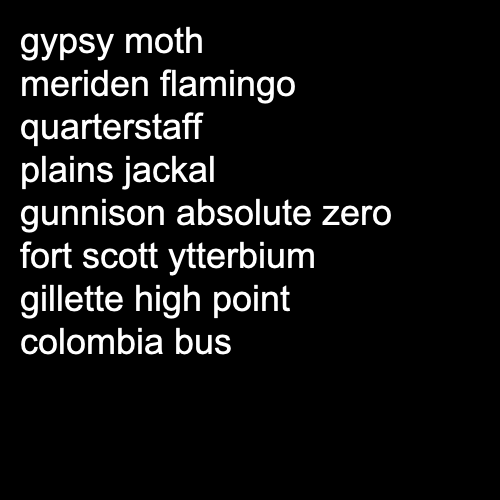 gypsy moth
meriden flamingo
quarterstaff
plains jackal
gunnison absolute zero
fort scott ytterbium
gillette high point
colombia bus